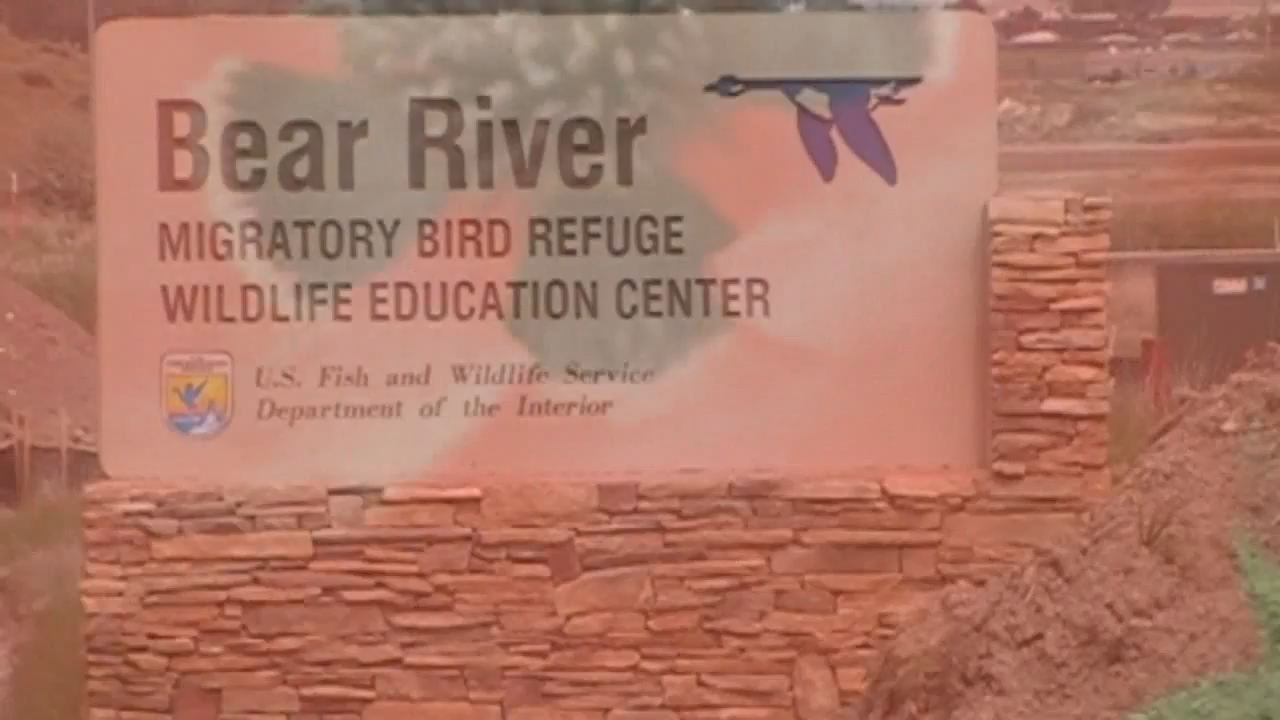 Bear River
MIGRATORY BIRD REFUGE
WILDLIFE EDUCATION CENTER
U.S. Fish and Wildlife Service
Department of the Interior